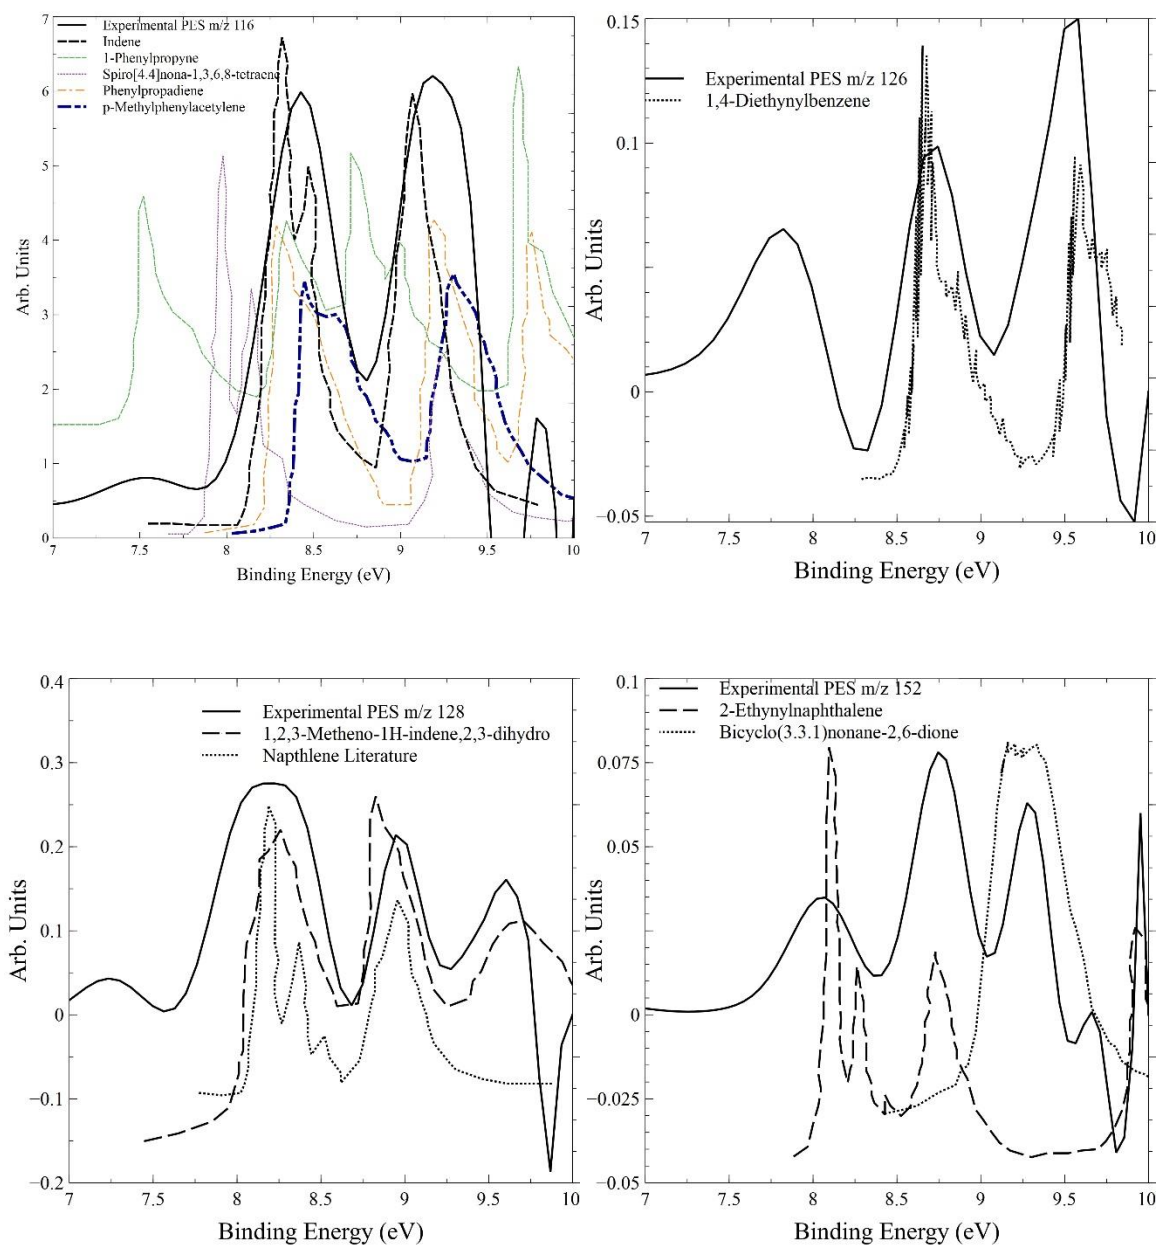 7
6
5
4
3
2
1
0
Arb. Units
Experimental PES m/z 116
Indene
1-Phenylpropyne
Spiro[4.4]nona-1,3,6,8-tetraene
Phenylpropadiene
p-Methylphenylacetylene
7 7.5 8 8.5 9 9.5 10
Binding Energy (eV)
0.15
0.1
0.05
0
−0.05
Arb. Units
Experimental PES m/z 126
1,4-Diethynylbenzene
7 7.5 8 8.5 9 9.5 10
Binding Energy (eV)
0.4
0.3
0.2
0.1
0
−0.1
−0.2
Arb. Units
Experimental PES m/z 128
1,2,3-Metheno-1H-indene,2,3-dihydro
Napthlene Literature
7 7.5 8 8.5 9 9.5 10
Binding Energy (eV)
0.1
0.075
0.05
0.025
0
−0.025
−0.05
Arb. Units
Experimental PES m/z 152
2-Ethynylnaphthalene
Bicyclo(3.3.1)nonane-2,6-dione
7 7.5 8 8.5 9 9.5 10
Binding Energy (eV)